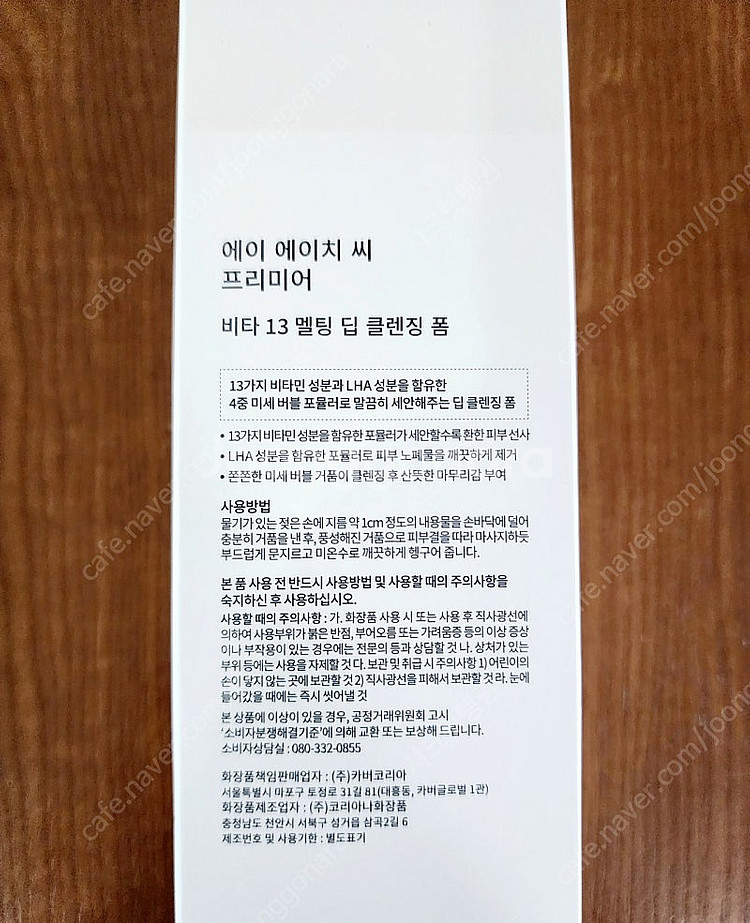 에이 에이치 씨
프리미어
비타 13 멜팅 딥 클렌징 폼
13가지 비타민 성분과 LHA 성분을 함유한
4중 미세 버블 포뮬러로 말끔히 세안해주는 딥 클렌징 폼
• 13가지 비타민 성분을 함유한 포뮬러가 세안할수록 환한 피부 선사
• LHA 성분을 함유한 포뮬러로 피부 노폐물을 깨끗하게 제거
• 쫀쫀한 미세 버블 거품이 클렌징 후 산뜻한 마무리감 부여
사용방법
물기가 있는 젖은 손에 지름 약 1cm 정도의 내용물을 손바닥에 덜어
충분히 거품을 낸 후, 풍성해진 거품으로 피부결을 따라 마사지하듯
부드럽게 문지르고 미온수로 깨끗하게 헹구어 줍니다.
본 품 사용 전 반드시 사용방법 및 사용할 때의 주의사항을
숙지하신 후 사용하십시오.
사용할 때의 주의사항 : 가. 화장품 사용 시 또는 사용 후 직사광선에
의하여 사용부위가 붉은 반점, 부어오름 또는 가려움증 등의 이상 증상
이나 부작용이 있는 경우에는 전문의 등과 상담할 것 나. 상처가 있는
부위 등에는 사용을 자제할 것 다. 보관 및 취급 시 주의사항 1) 어린이의
손이 닿지 않는 곳에 보관할 것 2) 직사광선을 피해서 보관할 것 라. 눈에
들어갔을 때에는 즉시 씻어낼 것
본 상품에 이상이 있을 경우, 공정거래위원회 고시
'소비자분쟁해결기준'에 의해 교환 또는 보상해 드립니다.
소비자상담실 : 080-332-0855
화장품책임판매업자 : (주)카버코리아
서울특별시 마포구 토정로 31길 81(대흥동, 카버글로벌 1관)
화장품제조업자 : (주)코리아나화장품
충청남도 천안시 서북구 성거읍 삼곡2길 6
제조번호 및 사용기한 : 별도표기
cafe.naver.com/joonggonara
cafe.naver.com/joong
cafe.naver.com/joong